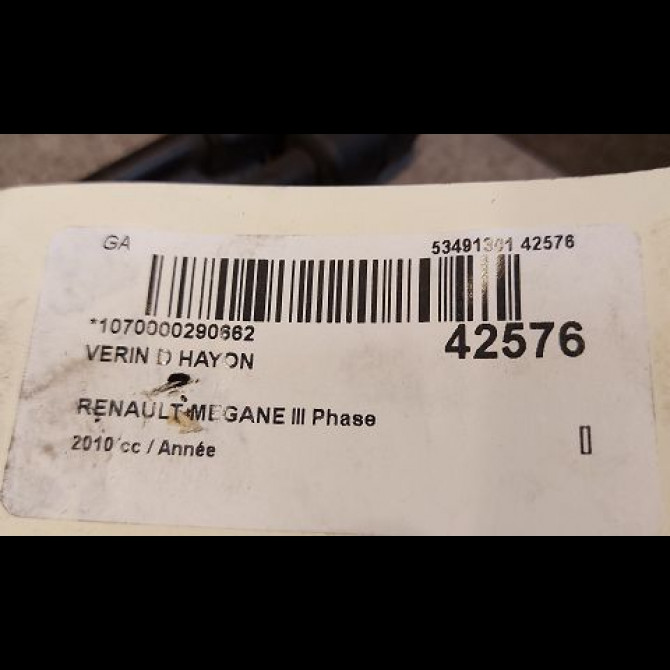 GA 53491301 42576
*1070000290662
42576
VERIN D HAYON
RENAULT MEGANE III Phase
2010 cc / Année